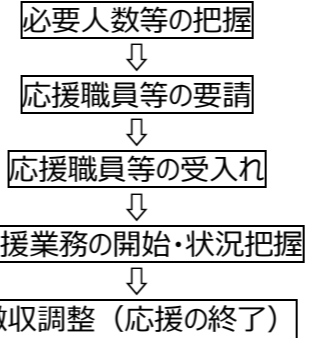 必要人数等の把握
応援職員等の要請
応援職員等の受入れ
援業務の開始・状況把握
収調整（応援の終了）